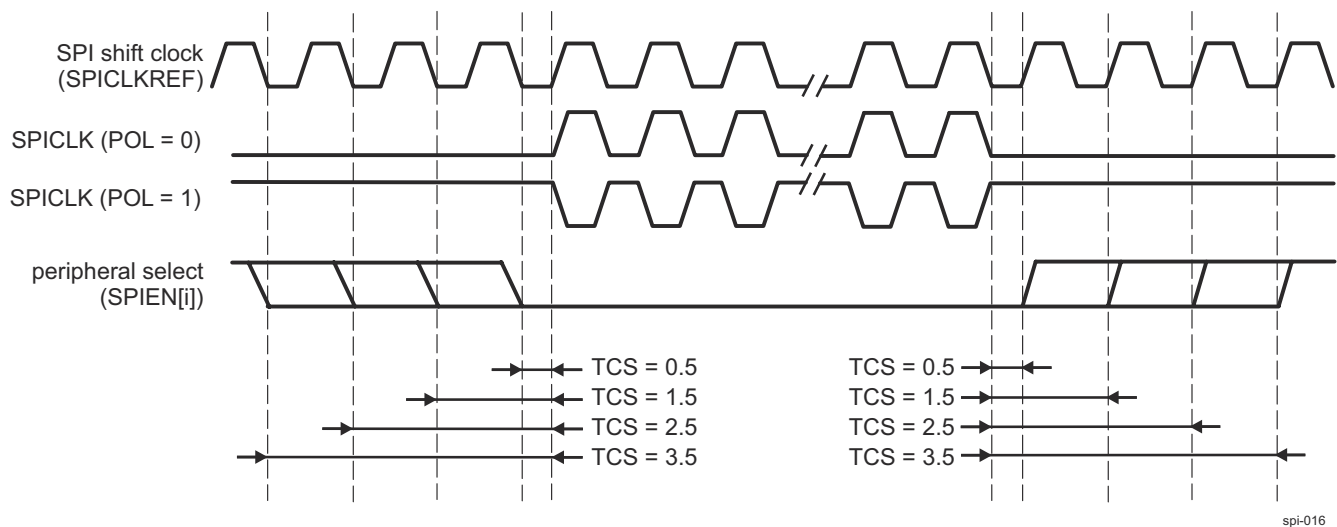 SPI shift clock
(SPICLKREF)
SPICLK (POL = 0)
SPICLK (POL = 1)
peripheral select
(SPIEN[i])
TCS = 0.5
TCS = 1.5
TCS = 2.5
TCS = 3.5
TCS = 0.5
TCS = 1.5
TCS = 2.5
TCS = 3.5
spi-016